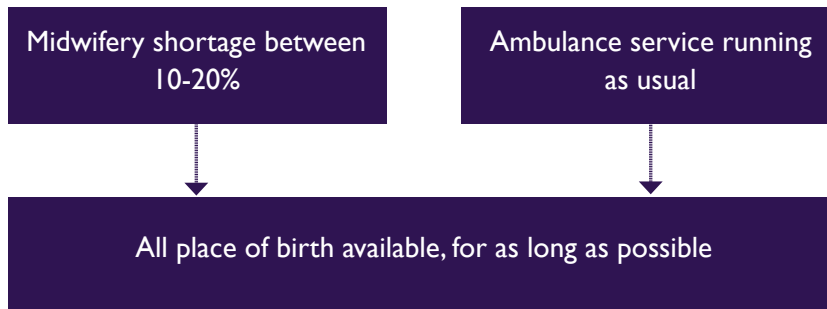 Midwifery shortage between
10-20%
Ambulance service running
as usual
All place of birth available, for as long as possible